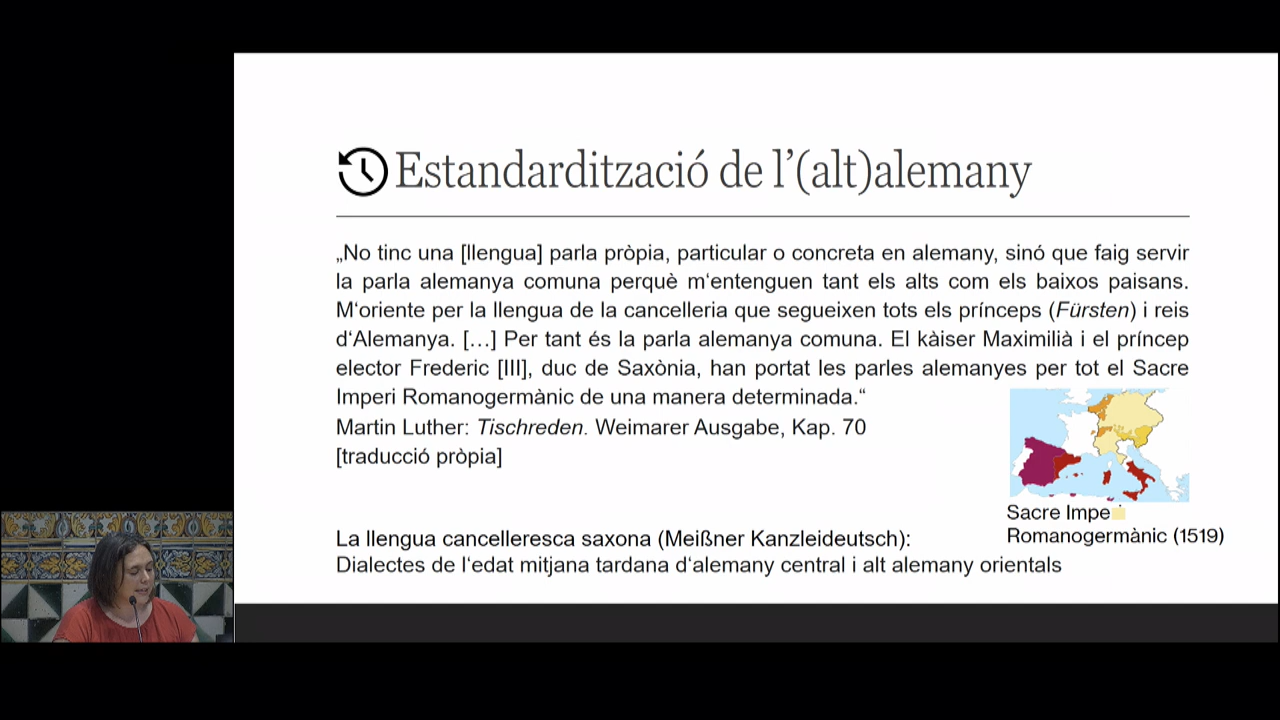 Estandardització de l’(alt)alemany
„No tinc una [llengua] parla pròpia, particular o concreta en alemany, sinó que faig servir
la parla alemanya comuna perquè m‘entenguen tant els alts com els baixos paisans.
M‘oriente per la llengua de la cancelleria que segueixen tots els prínceps (Fürsten) i reis
d‘Alemanya. […] Per tant és la parla alemanya comuna. El kàiser Maximilià i el príncep
elector Frederic [III], duc de Saxònia, han portat les parles alemanyes per tot el Sacre
Imperi Romanogermànic de una manera determinada.“
Martin Luther: Tischreden. Weimarer Ausgabe, Kap. 70
[traducció pròpia]
Sacre Impe
Romanogermànic (1519)
La llengua cancelleresca saxona (Meißner Kanzleideutsch):
Dialectes de l‘edat mitjana tardana d‘alemany central i alt alemany orientals